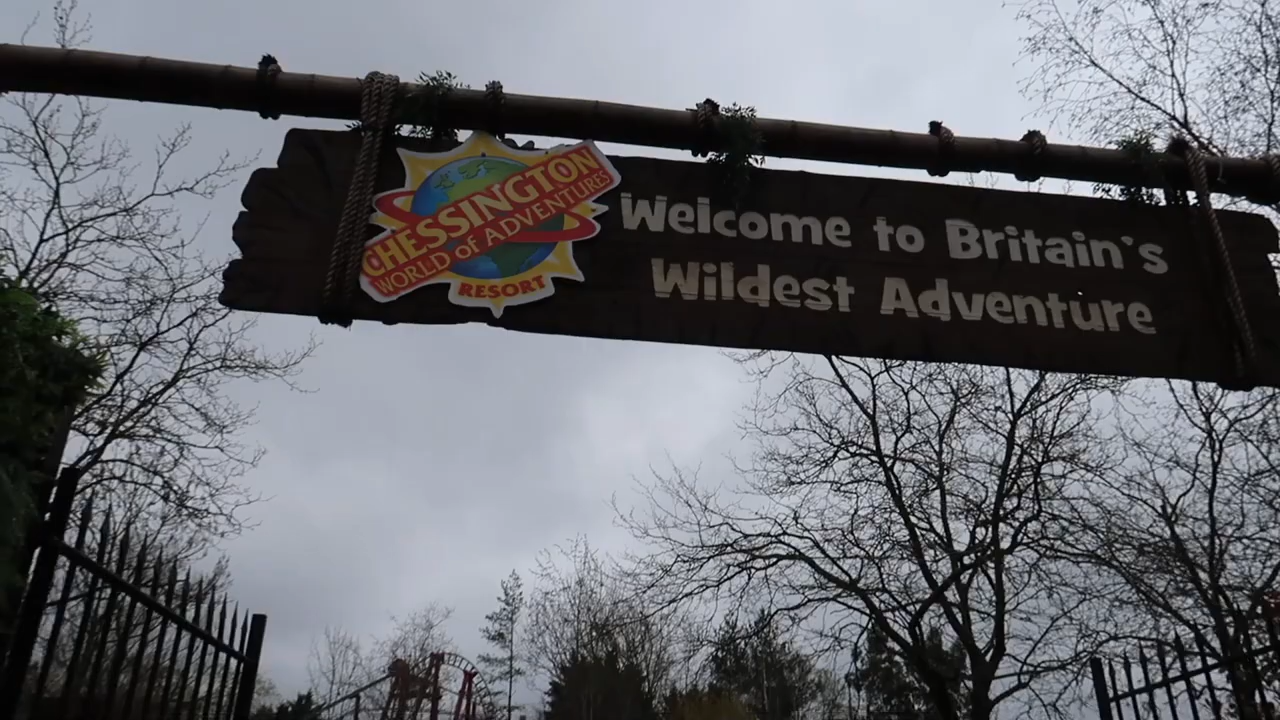 CHESSINGTON
WORLD of ADVENTURES
RESORT
Welcome to Britain's
Wildest Adventure